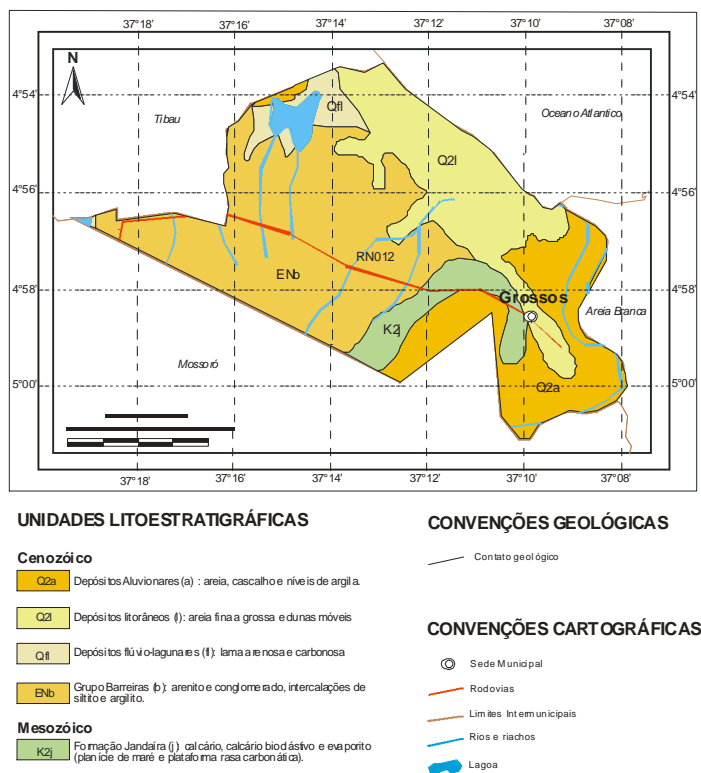 37°18' 37°16' 37°14' 37°12' 37°10' 37°08'
N
4°54' 4°54'
Tibau
Qfl
Oceano Atlantico
Q2l
4°56' 4°56'
RN012
ENb
4°58' 4°58'
Grossos
Areia Branca
K2j
Mossoró
5°00' 5°00'
Q2a
37°18' 37°16' 37°14' 37°12' 37°10' 37°08'
UNIDADES LITOESTRATIGRÁFICAS
Cenozóico
Q2a Depósitos Aluvionares (a) : areia, cascalho e níveis de argila.
Q2l Depósitos litorâneos (l): areia fina a grossa e dunas móveis
Qfl Depósitos flúvio-lagunares (fl): lama arenosa e carbonosa
ENb Grupo Barreiras (b): arenito e conglomerado, intercalações de
siltito e argilito.
Mesozóico
K2j Formação Jandaíra (j): calcário, calcário bioclástivo e evaporito
(planície de maré e plataforma rasa carbonática).
CONVENÇÕES GEOLÓGICAS
Contato geológico
CONVENÇÕES CARTOGRÁFICAS
Sede Municipal
Rodovias
Limites Intermunicipais
Rios e riachos
Lagoa